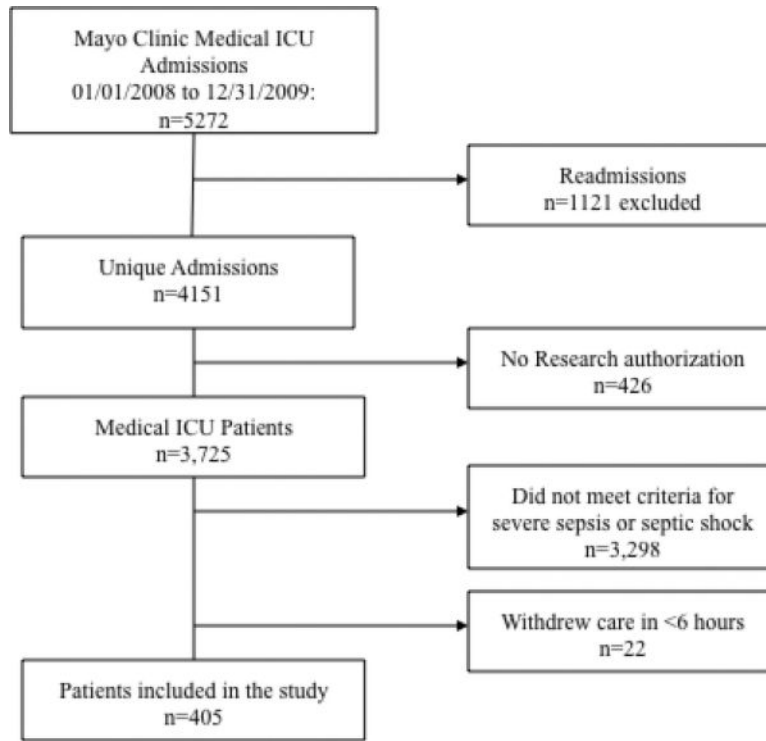 Mayo Clinic Medical ICU
Admissions
01/01/2008 to 12/31/2009:
n=5272
Readmissions
n=1121 excluded
Unique Admissions
n=4151
No Research authorization
n=426
Medical ICU Patients
n=3,725
Did not meet criteria for
severe sepsis or septic shock
n=3,298
Withdrew care in <6 hours
n=22
Patients included in the study
n=405